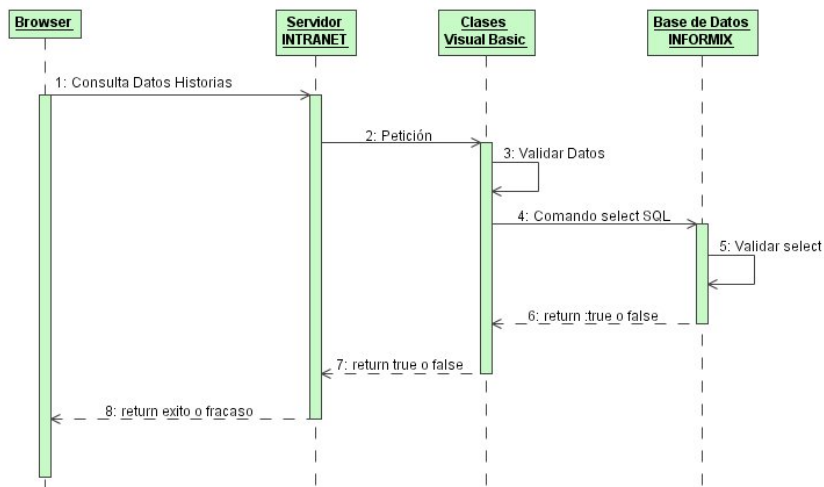 Browser
Servidor
INTRANET
Clases
Visual Basic
Base de Datos
INFORMIX
1: Consulta Datos Historias
2: Petición
3: Validar Datos
4: Comando select SQL
5: Validar select
6: return :true o false
7: return true o false
8: return exito o fracaso